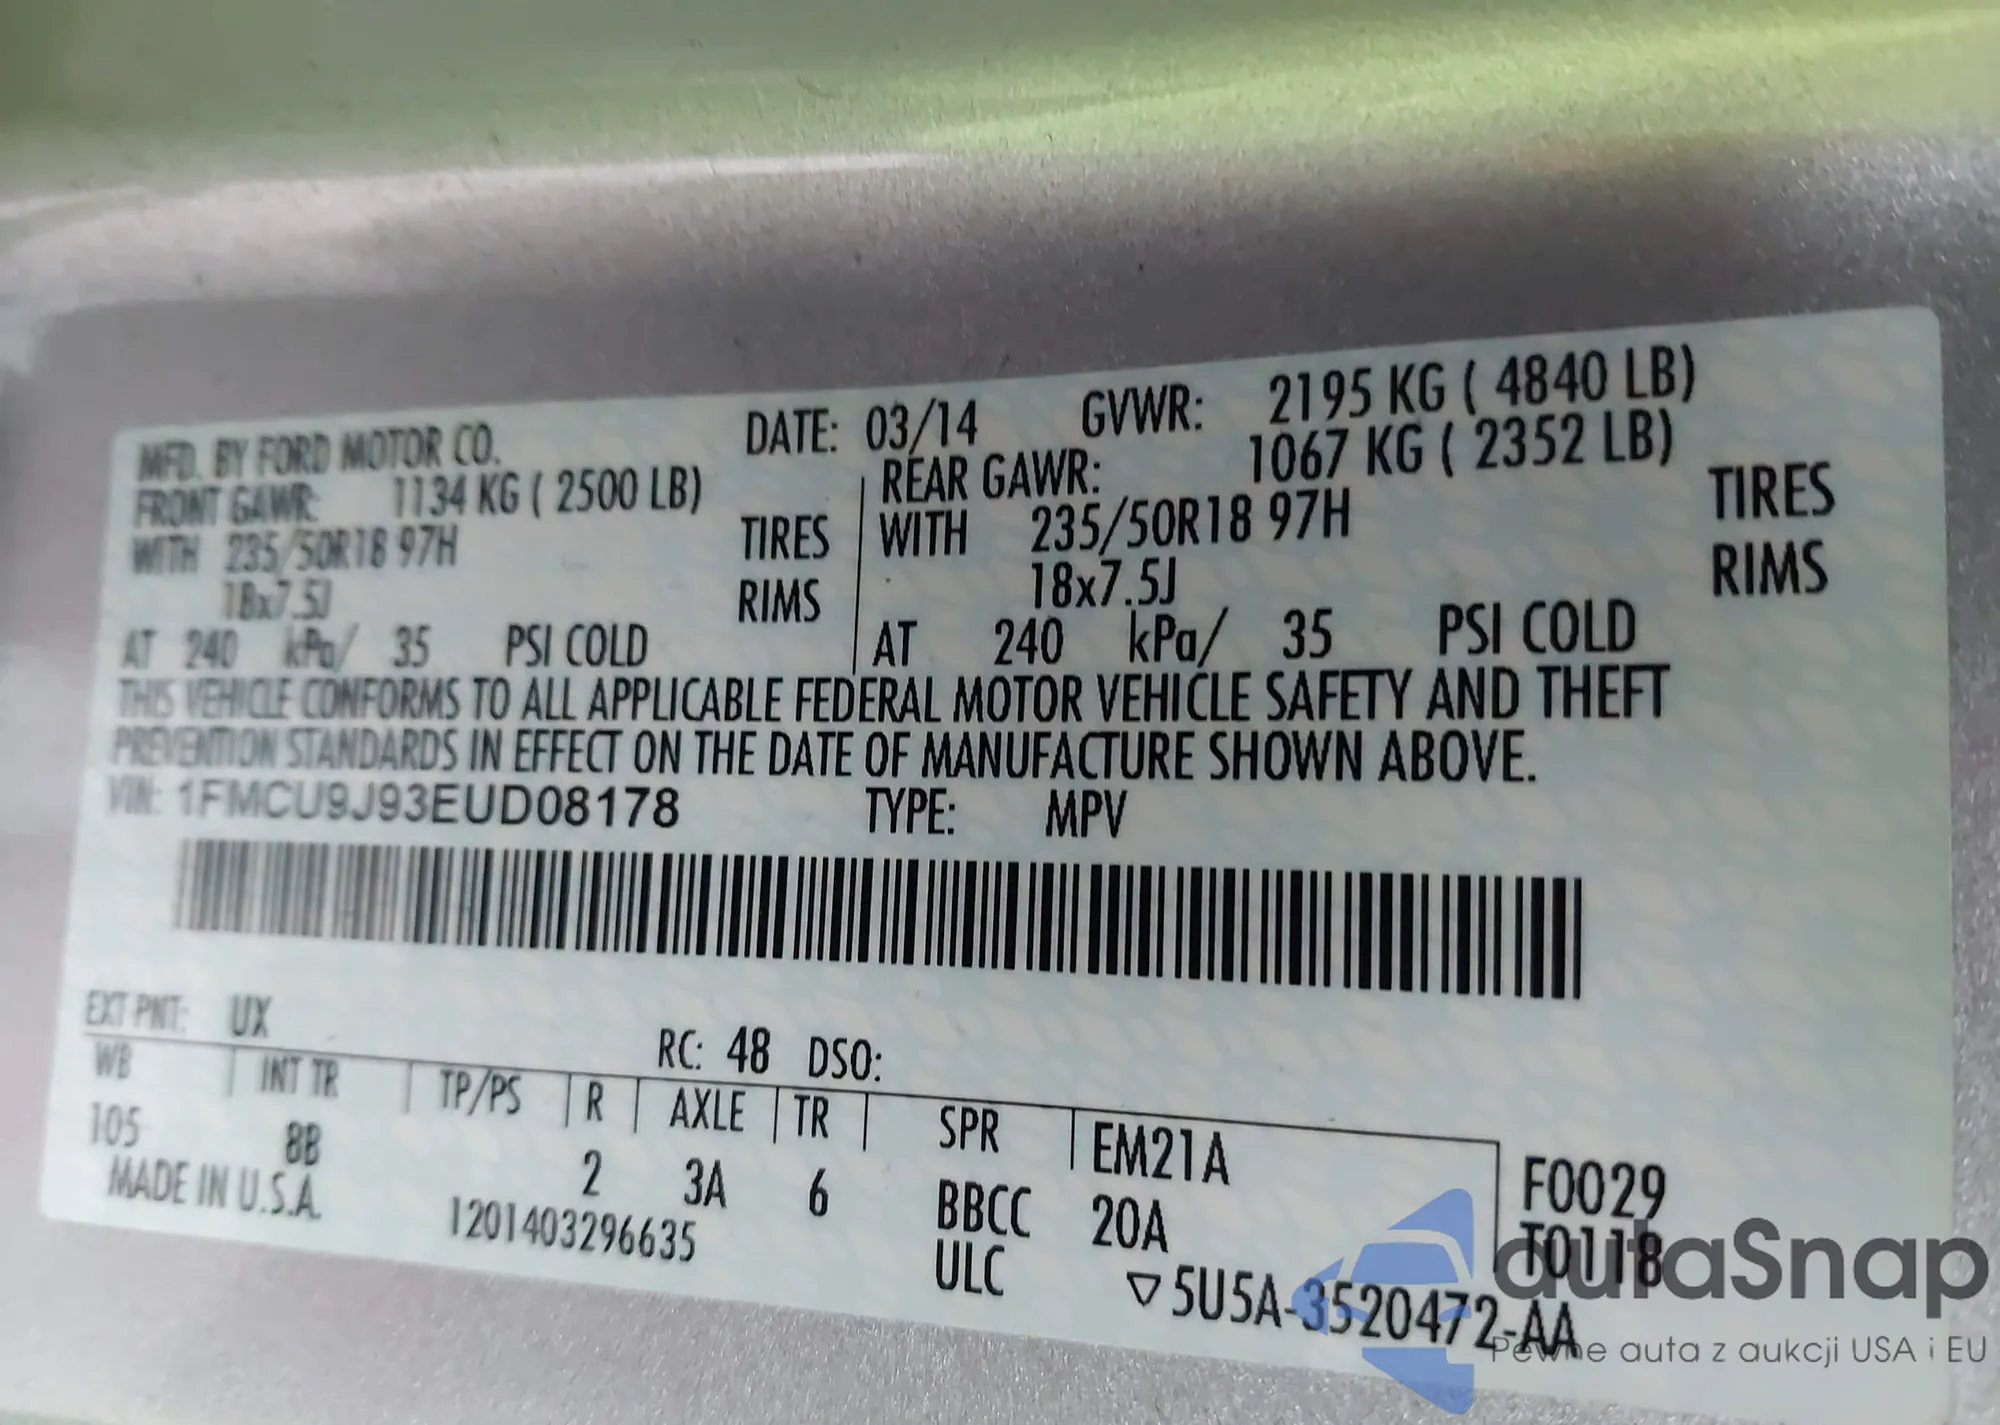 MFD. BY FORD MOTOR CO. DATE: 03/14 GVWR: 2195 KG ( 4840 LB)
FRONT GAWR: 1134 KG ( 2500 LB) REAR GAWR: 1067 KG ( 2352 LB)
WITH 235/50R18 97H TIRES WITH 235/50R18 97H TIRES
18x7.5J RIMS 18x7.5J RIMS
AT 240 kPa/ 35 PSI COLD AT 240 kPa/ 35 PSI COLD
THIS VEHICLE CONFORMS TO ALL APPLICABLE FEDERAL MOTOR VEHICLE SAFETY AND THEFT
PREVENTION STANDARDS IN EFFECT ON THE DATE OF MANUFACTURE SHOWN ABOVE.
VIN: 1FMCU9J93EUD08178 TYPE: MPV
EXT PNT: UX RC: 48 DSO:
WB INT TR TP/PS R AXLE TR SPR EM21A F0029
105 8B 2 3A 6 BBCC 20A T0118
MADE IN U.S.A. 1201403296635 ULC ▽5U5A-3520472-AA
autaSnap
Pewne auta z aukcji USA i EU